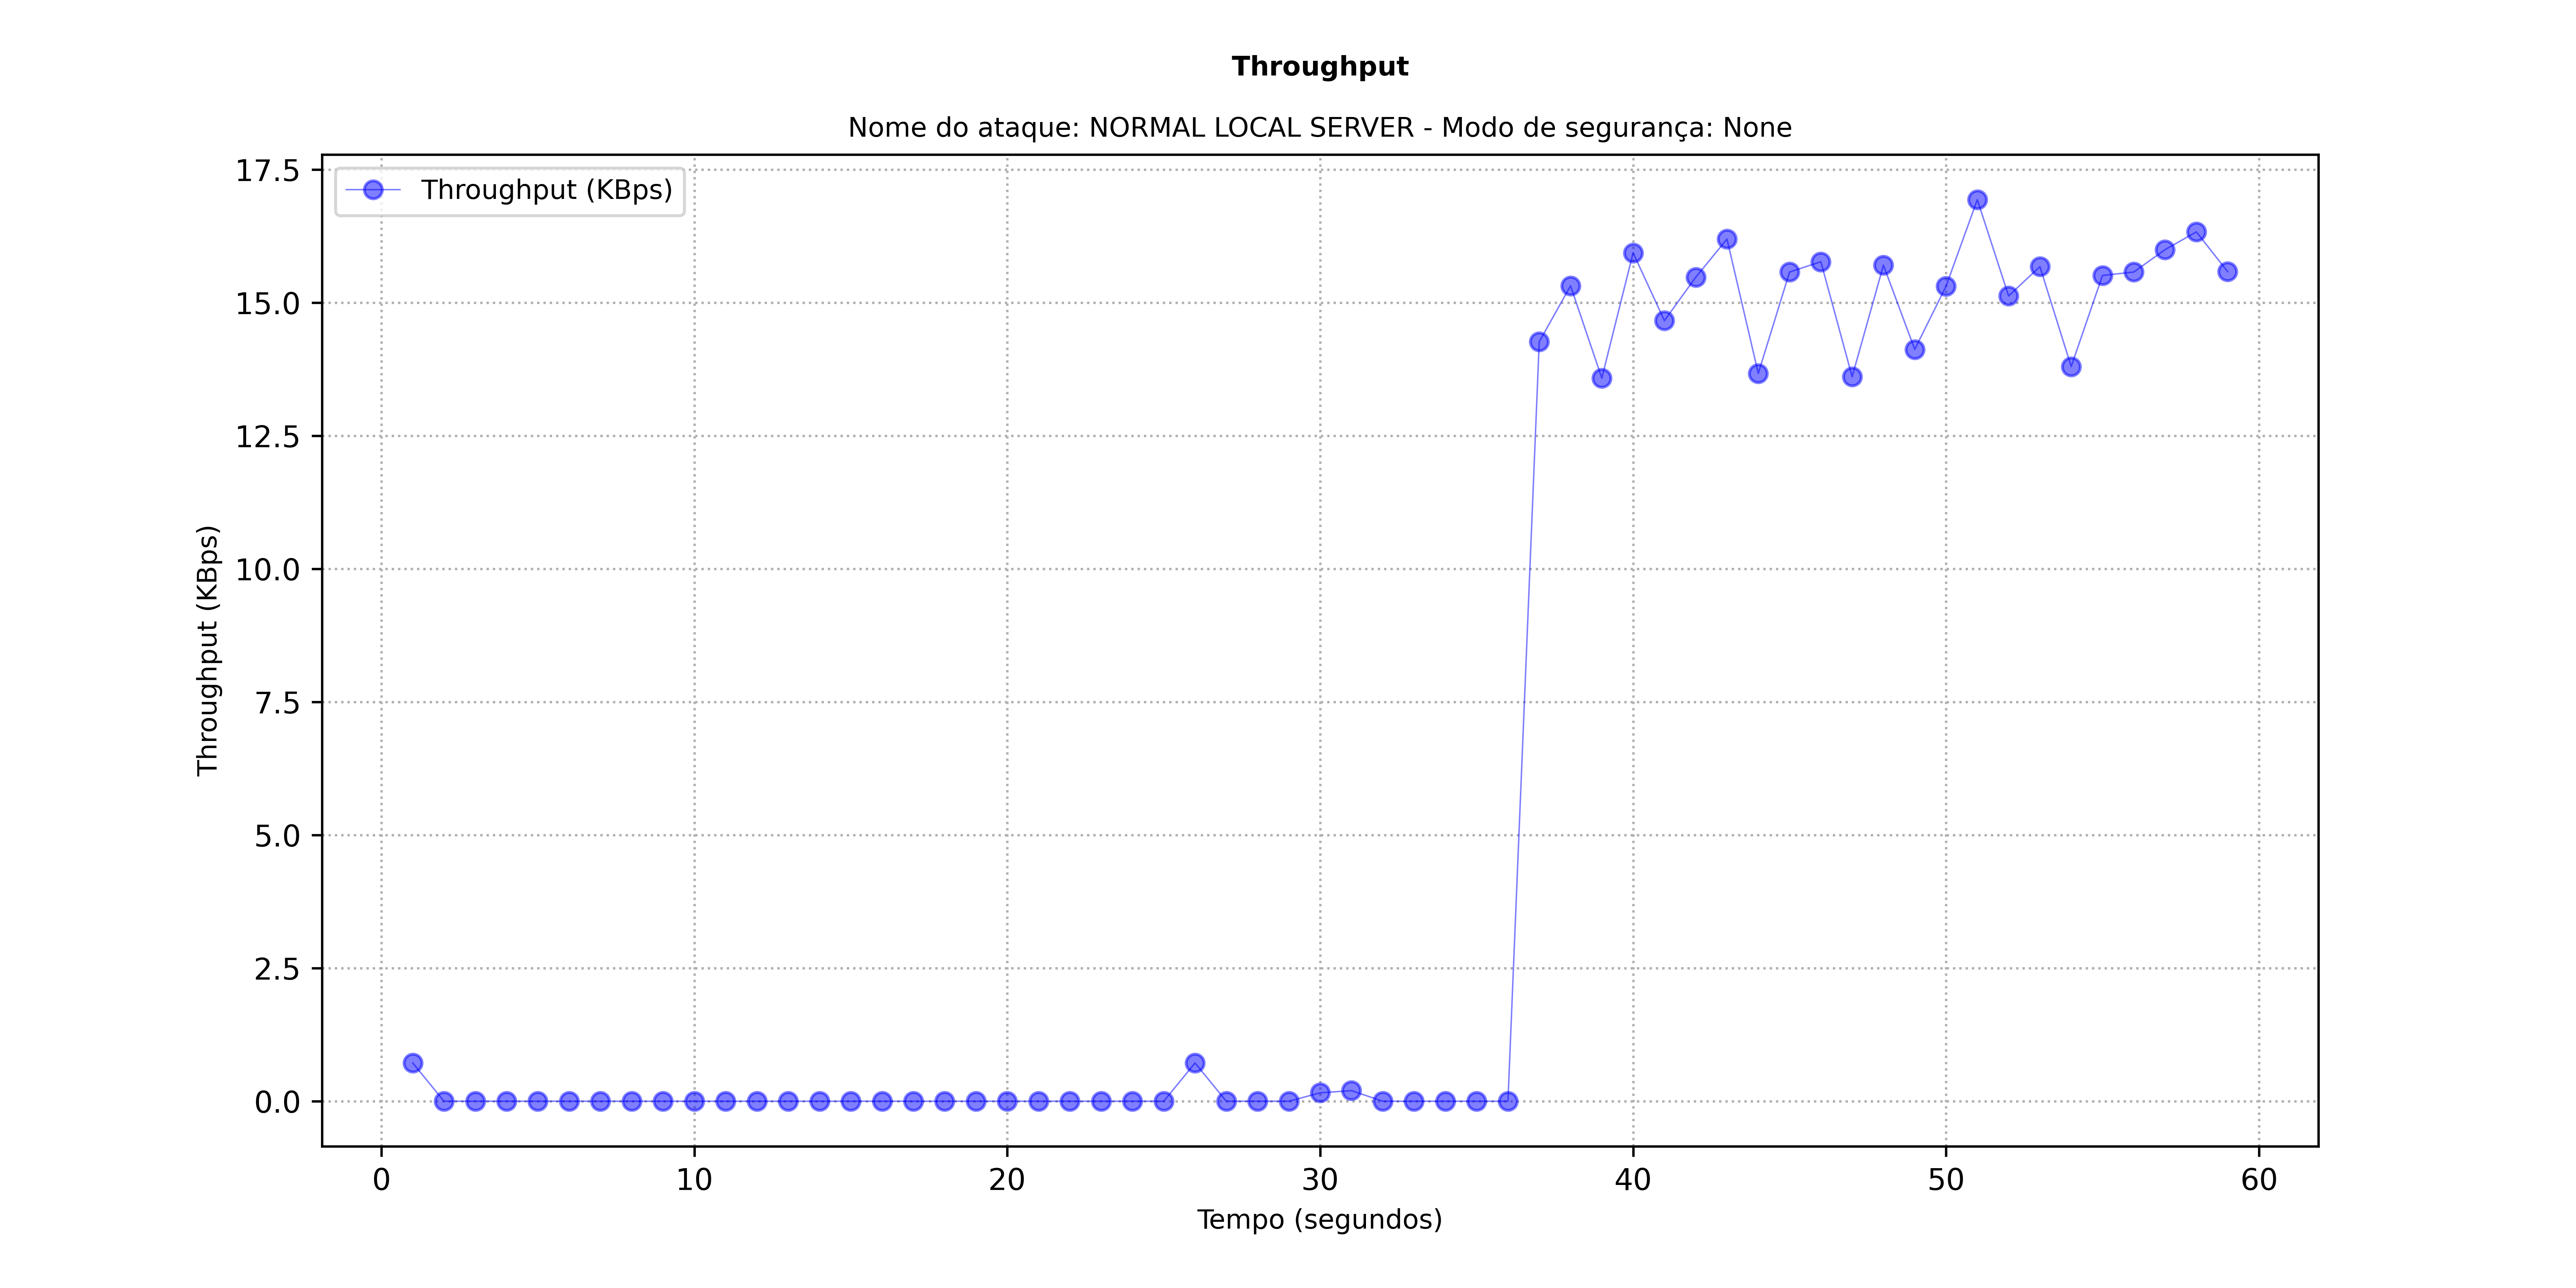 Throughput
Nome do ataque: NORMAL LOCAL SERVER - Modo de segurança: None
Throughput (KBps)
Throughput (KBps)
17.5
15.0
12.5
10.0
7.5
5.0
2.5
0.0
0 10 20 30 40 50 60
Tempo (segundos)